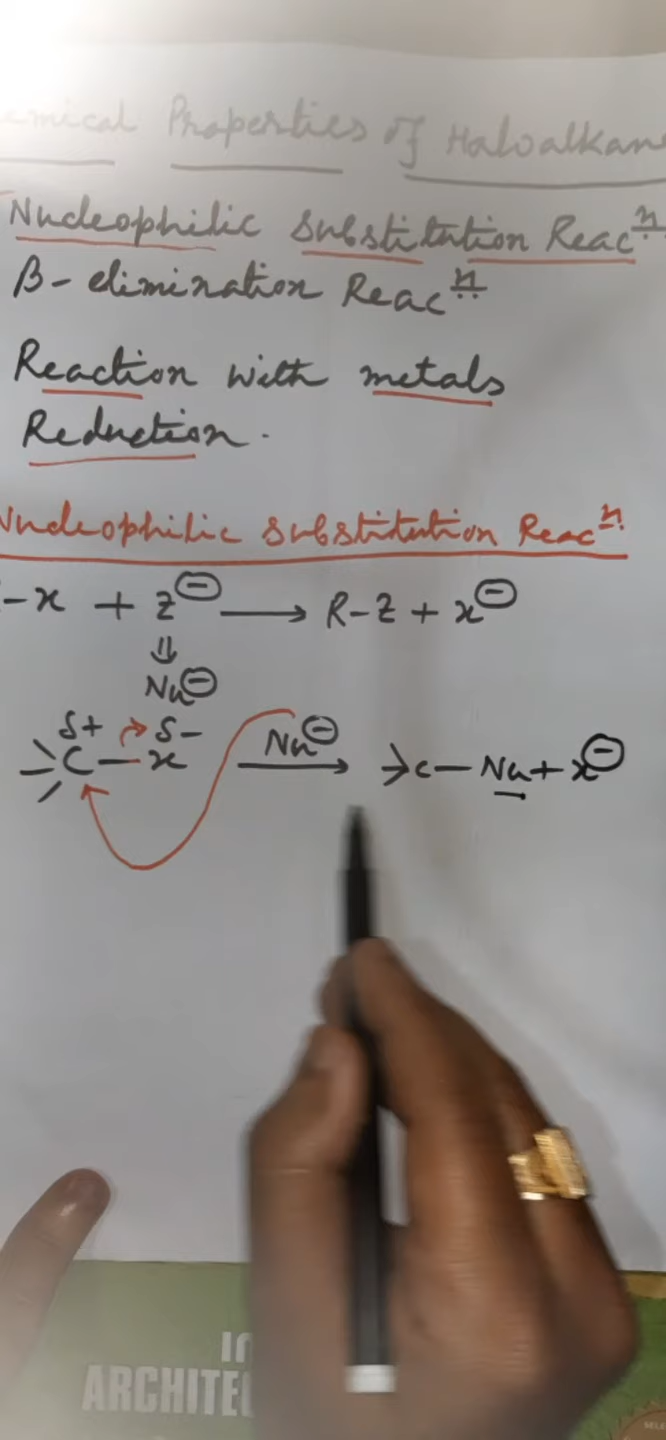 emical Properties of Haloalkan
Nucleophilic Substitution Reacⁿ
β- elimination Reacⁿ
Reaction with metals
Reduction.
Nucleophilic Substitution Reacⁿ
-x + z⊖ ⟶ R-Z + x⊖
⇓
Nu⊖
δ+ δ-
C — x Nu⊖ ⟶ C — Nu + x⊖
ARCHITE